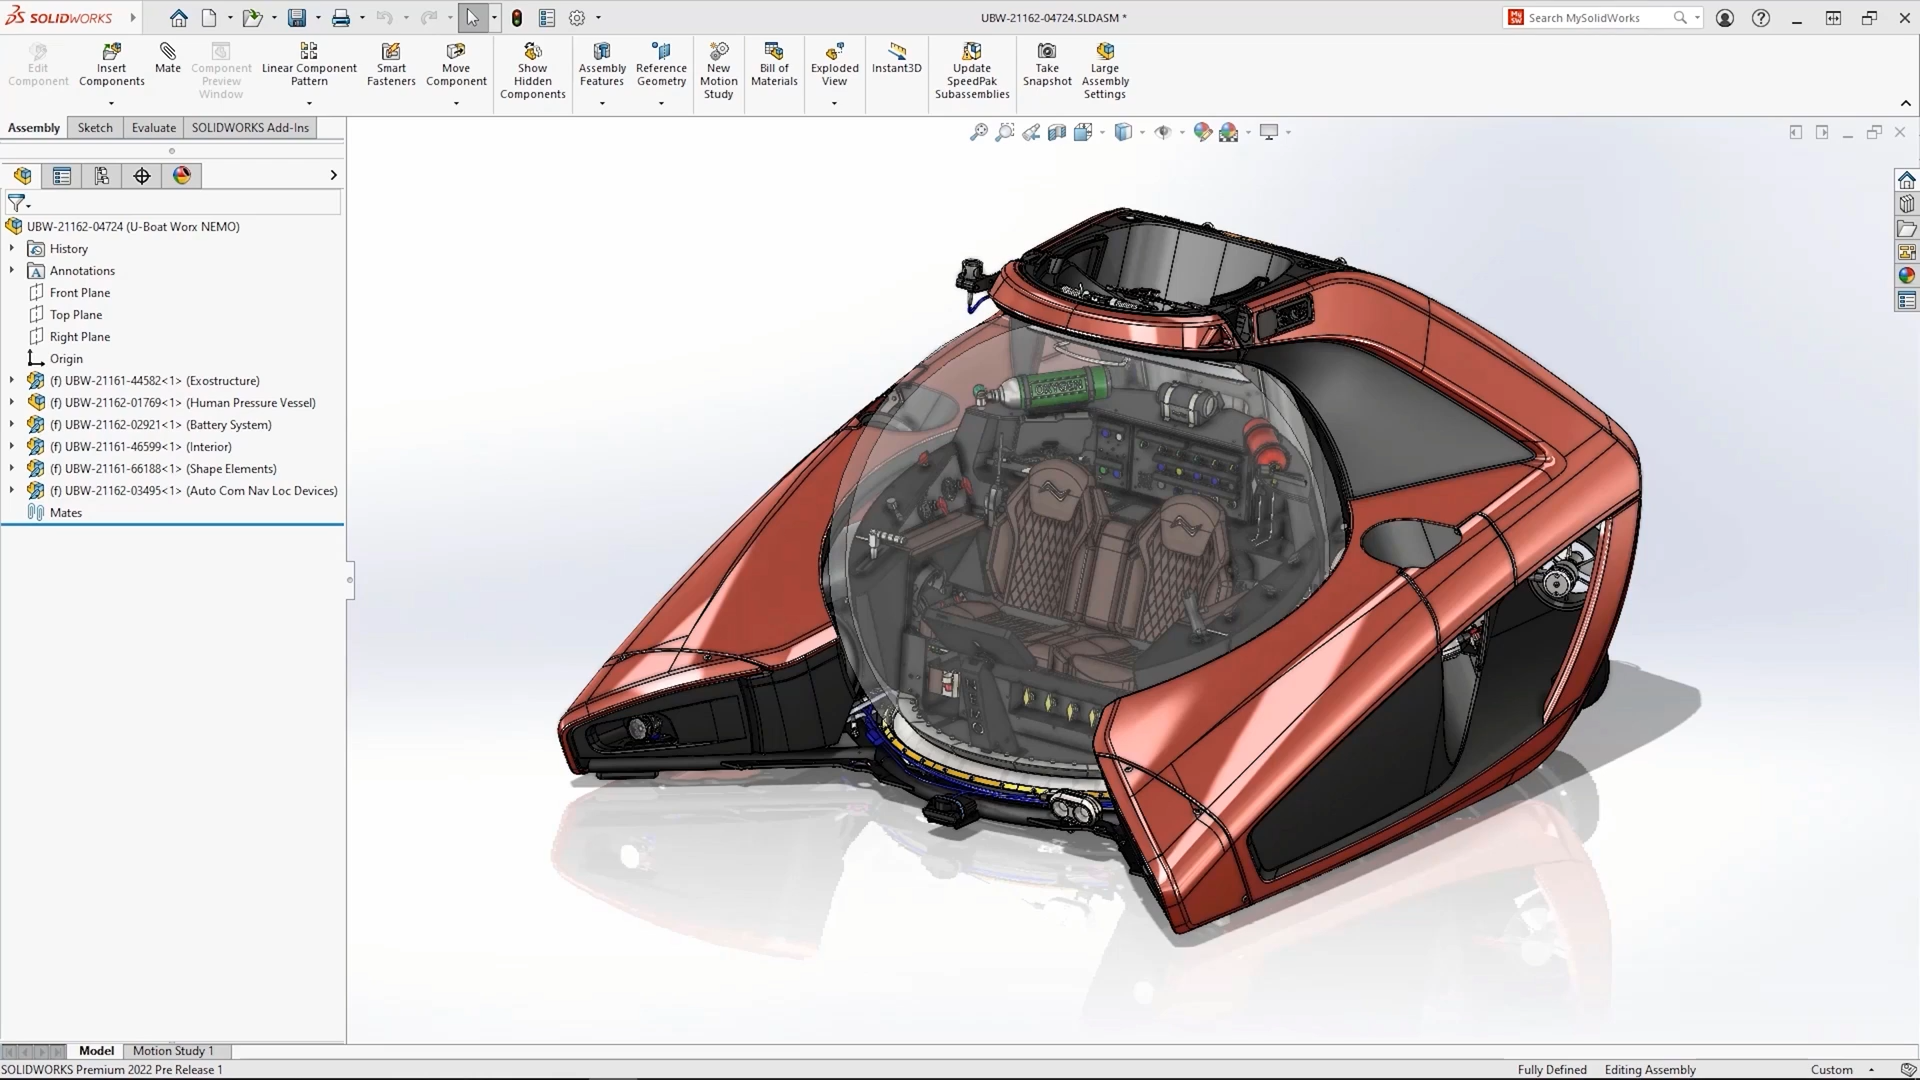 SOLIDWORKS
UBW-21162-04724.SLDASM *
Search MySolidWorks
Edit Component
Insert Components
Mate
Component Preview Window
Linear Component Pattern
Smart Fasteners
Move Component
Show Hidden Components
Assembly Features
Reference Geometry
New Motion Study
Bill of Materials
Exploded View
Instant3D
Update SpeedPak Subassemblies
Take Snapshot
Large Assembly Settings
Assembly
Sketch
Evaluate
SOLIDWORKS Add-Ins
UBW-21162-04724 (U-Boat Worx NEMO)
History
Annotations
Front Plane
Top Plane
Right Plane
Origin
(f) UBW-21161-44582<1> (Exostructure)
(f) UBW-21162-01769<1> (Human Pressure Vessel)
(f) UBW-21162-02921<1> (Battery System)
(f) UBW-21161-46599<1> (Interior)
(f) UBW-21161-66188<1> (Shape Elements)
(f) UBW-21162-03495<1> (Auto Com Nav Loc Devices)
Mates
Model
Motion Study 1
SOLIDWORKS Premium 2022 Pre Release 1
Fully Defined
Editing Assembly
Custom